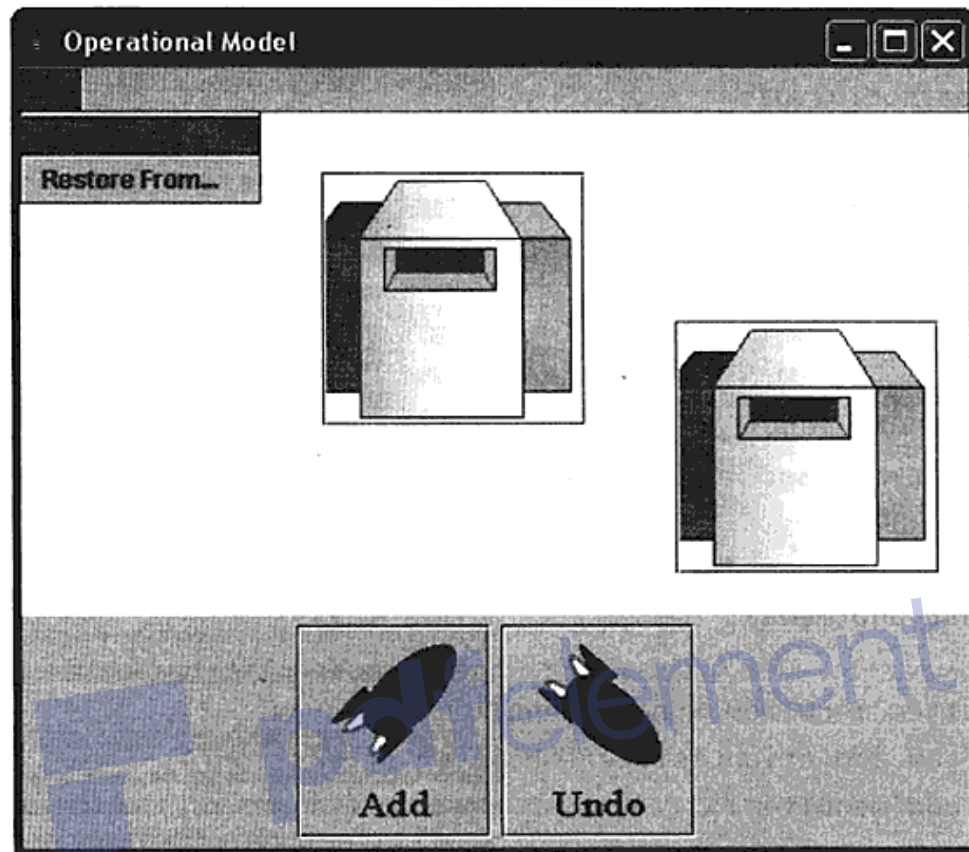 Operational Model
Restore From...
pdfelement
Add
Undo